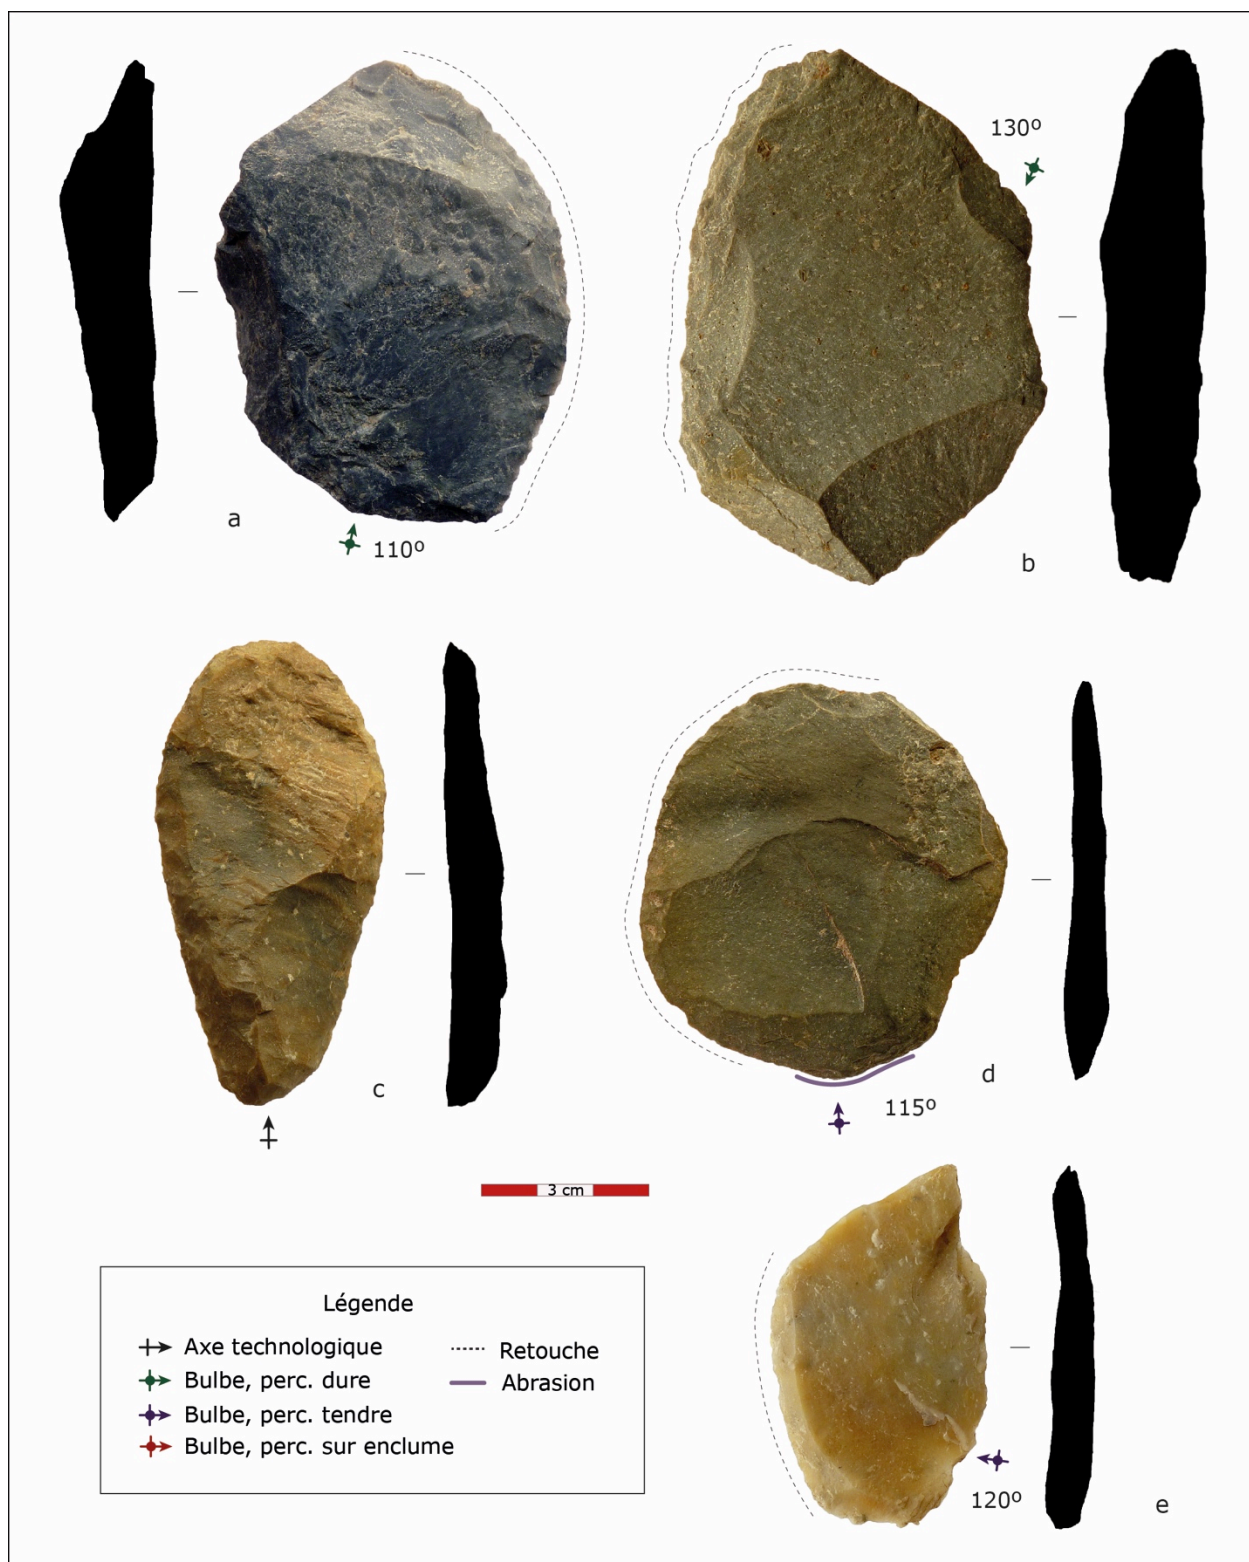 130º
a
110º
b
c
d
115º
3 cm
Légende
Axe technologique
Bulbe, perc. dure
Bulbe, perc. tendre
Bulbe, perc. sur enclume
Retouche
Abrasion
120º
e